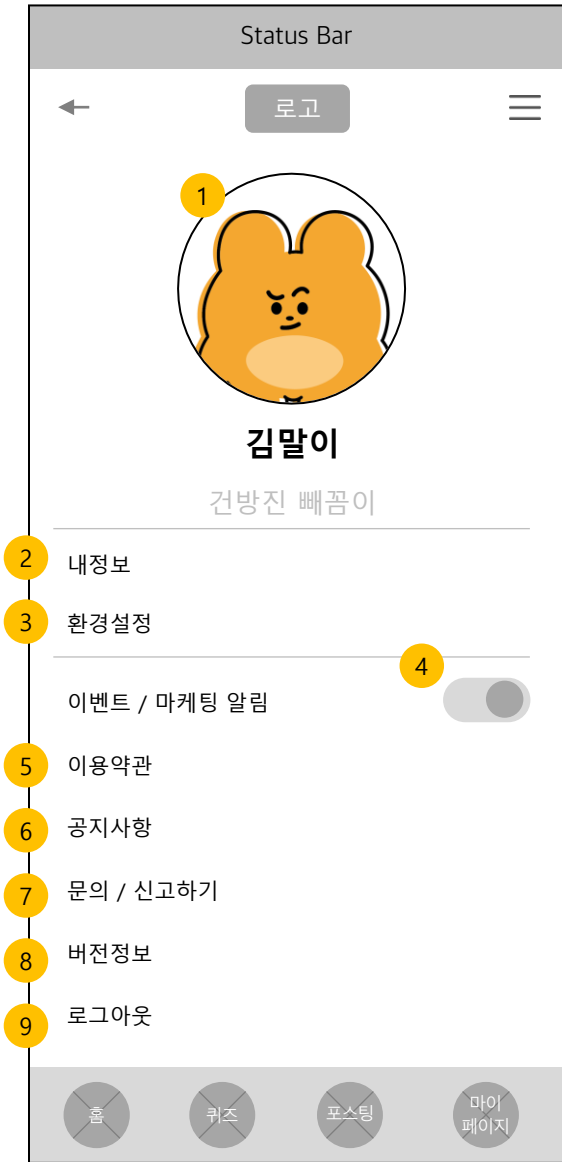 Status Bar
로고
1
김말이
건방진 빼꼼이
2 내정보
3 환경설정
4
이벤트 / 마케팅 알림
5 이용약관
6 공지사항
7 문의 / 신고하기
8 버전정보
9 로그아웃
홈 퀴즈 포스팅 마이
페이지